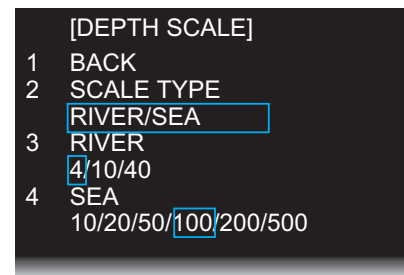 [DEPTH SCALE]
1 BACK
2 SCALE TYPE
RIVER/SEA
3 RIVER
4/10/40
4 SEA
10/20/50/100/200/500